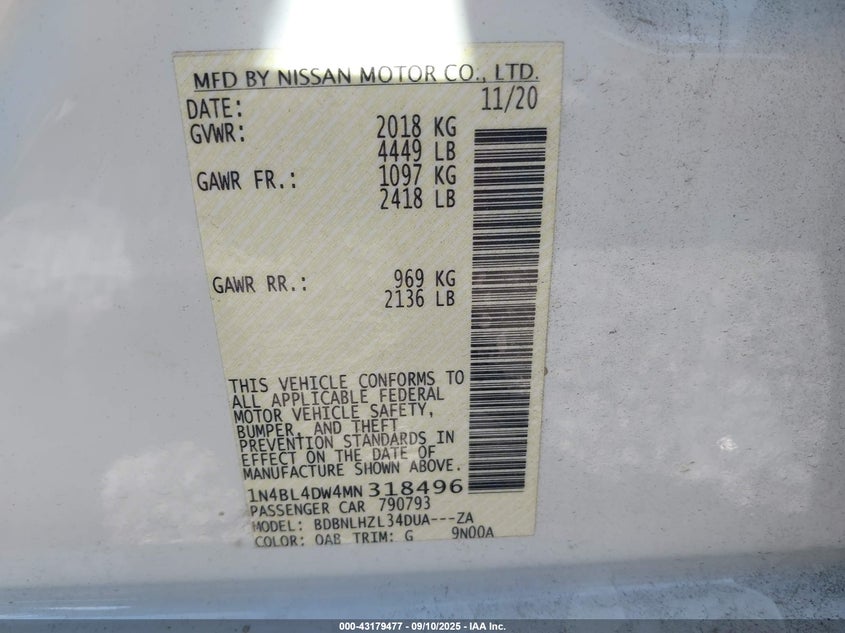 MFD BY NISSAN MOTOR CO., LTD.
DATE: 11/20
GVWR: 2018 KG
4449 LB
GAWR FR.: 1097 KG
2418 LB
GAWR RR.: 969 KG
2136 LB
THIS VEHICLE CONFORMS TO
ALL APPLICABLE FEDERAL
MOTOR VEHICLE SAFETY,
BUMPER, AND THEFT
PREVENTION STANDARDS IN
EFFECT ON THE DATE OF
MANUFACTURE SHOWN ABOVE.
1N4BL4DW4MN318496
PASSENGER CAR 790793
MODEL: BDBNLHZL34DUA---ZA
COLOR: QAB TRIM: G 9N00A
000-43179477 - 09/10/2025 - IAA Inc.